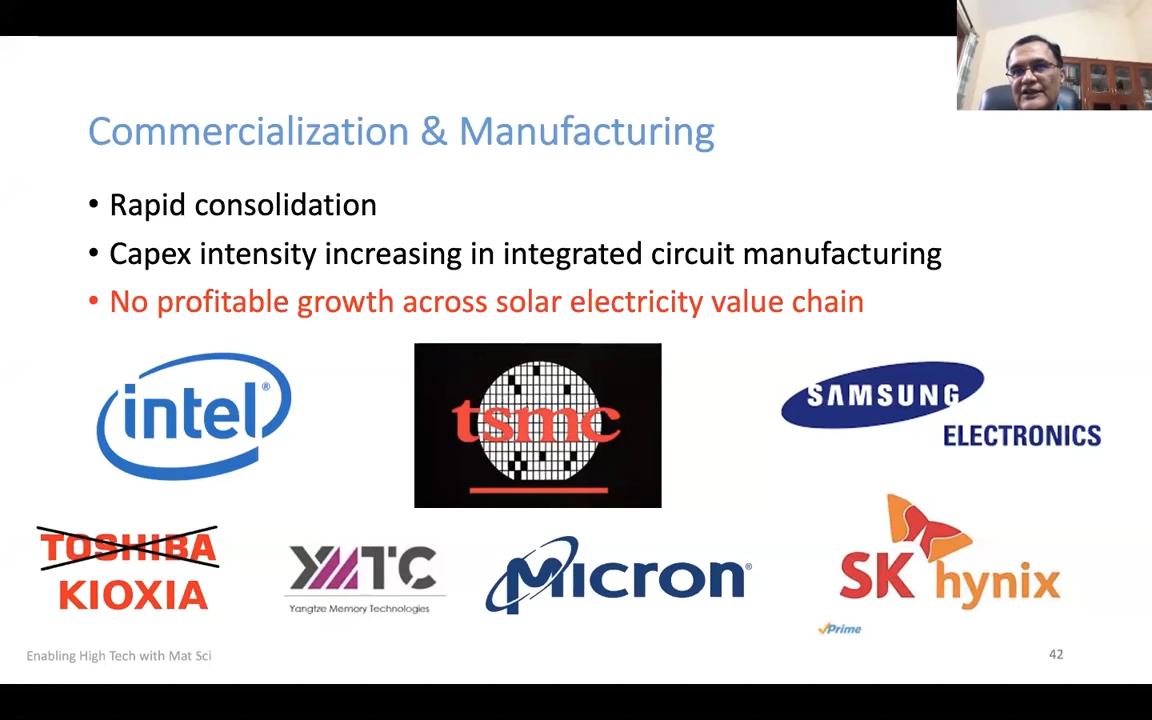 Commercialization & Manufacturing
• Rapid consolidation
• Capex intensity increasing in integrated circuit manufacturing
• No profitable growth across solar electricity value chain
intel®
tsmc
SAMSUNG
ELECTRONICS
TOSHIBA
KIOXIA
YMTC
Yangtze Memory Technologies
Micron®
SK hynix
Prime
Enabling High Tech with Mat Sci
42